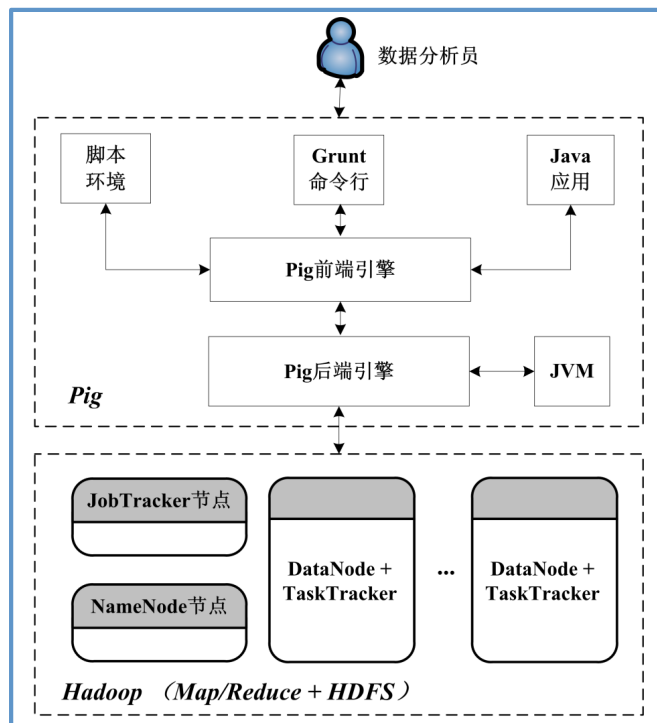 数据分析员
脚本
环境
Grunt
命令行
Java
应用
Pig前端引擎
Pig后端引擎
JVM
Pig
JobTracker节点
NameNode节点
DataNode +
TaskTracker
...
DataNode +
TaskTracker
Hadoop （Map/Reduce + HDFS）